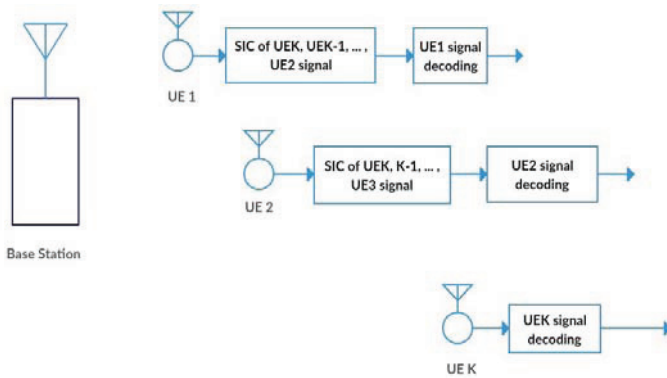 SIC of UEK, UEK-1, ... ,
UE2 signal
UE1 signal
decoding
UE 1
SIC of UEK, K-1, ... ,
UE3 signal
UE2 signal
decoding
UE 2
Base Station
UEK signal
decoding
UE K